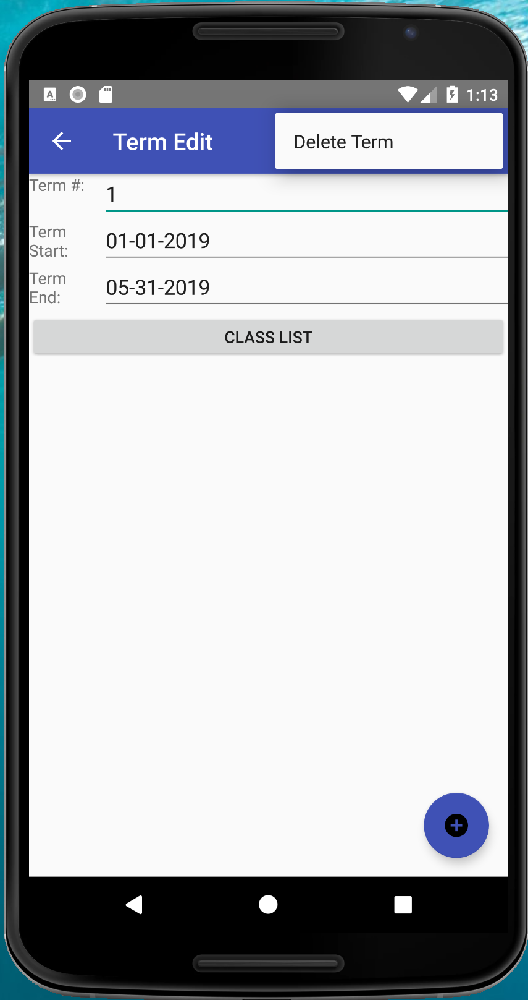 1:13
Term Edit
Delete Term
Term #:
1
Term
Start:
01-01-2019
Term
End:
05-31-2019
CLASS LIST